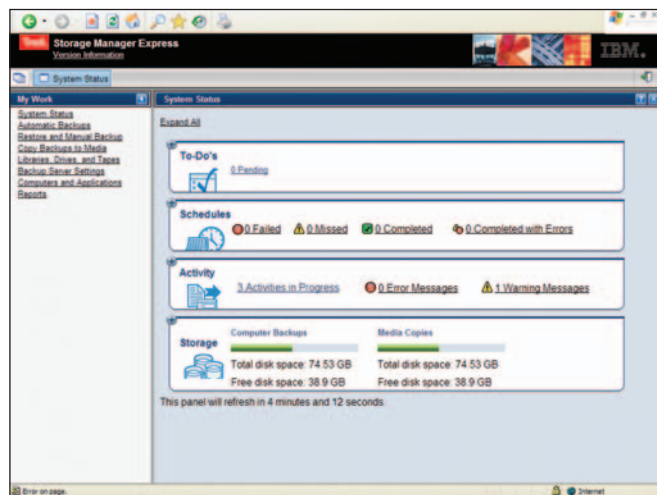 Tivoli Storage Manager Express
Version Information
IBM.
System Status
My Work
System Status
Automatic Backups
Restore and Manual Backup
Copy Backups to Media
Libraries, Drives, and Tapes
Backup Server Settings
Computers and Applications
Reports
System Status
Expand All
To-Do's
0 Pending
Schedules
0 Failed 0 Missed 0 Completed 0 Completed with Errors
Activity
3 Activities in Progress 0 Error Messages 1 Warning Messages
Storage
Computer Backups Media Copies
Total disk space: 74.53 GB Total disk space: 74.53 GB
Free disk space: 38.9 GB Free disk space: 38.9 GB
This panel will refresh in 4 minutes and 12 seconds.
Error on page. Internet